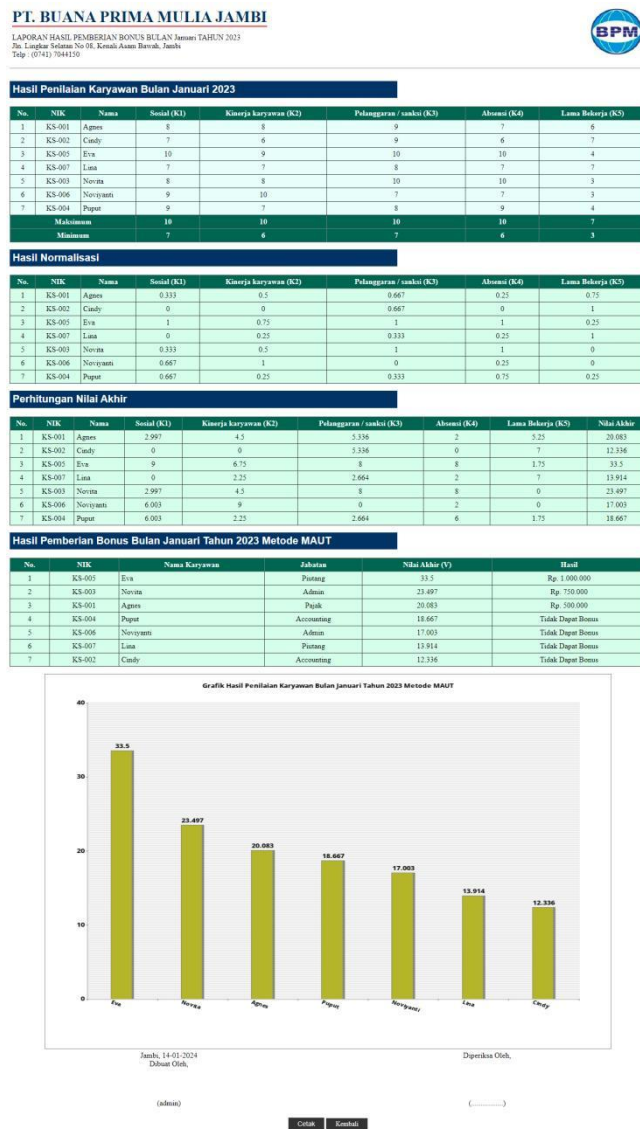 PT. BUANA PRIMA MULIA JAMBI
BPM
LAPORAN HASIL PEMBERIAN BONUS BULAN Januari TAHUN 2023
Jln. Lingkar Selatan No 08, Kenali Asam Bawah, Jambi
Telp : (0741) 7044150
Hasil Penilaian Karyawan Bulan Januari 2023
No. NIK Nama Sosial (K1) Kinerja karyawan (K2) Pelanggaran / sanksi (K3) Absensi (K4) Lama Bekerja (K5)
1 KS-001 Agnes 8 8 9 7 6
2 KS-002 Cindy 7 6 9 6 7
3 KS-005 Eva 10 9 10 10 4
4 KS-007 Lina 7 7 8 7 7
5 KS-003 Novita 8 8 10 10 3
6 KS-006 Noviyanti 9 10 7 7 3
7 KS-004 Puput 9 7 8 9 4
Maksimum 10 10 10 10 7
Minimum 7 6 7 6 3
Hasil Normalisasi
No. NIK Nama Sosial (K1) Kinerja karyawan (K2) Pelanggaran / sanksi (K3) Absensi (K4) Lama Bekerja (K5)
1 KS-001 Agnes 0.333 0.5 0.667 0.25 0.75
2 KS-002 Cindy 0 0 0.667 0 1
3 KS-005 Eva 1 0.75 1 1 0.25
4 KS-007 Lina 0 0.25 0.333 0.25 1
5 KS-003 Novita 0.333 0.5 1 1 0
6 KS-006 Noviyanti 0.667 1 0 0.25 0
7 KS-004 Puput 0.667 0.25 0.333 0.75 0.25
Perhitungan Nilai Akhir
No. NIK Nama Sosial (K1) Kinerja karyawan (K2) Pelanggaran / sanksi (K3) Absensi (K4) Lama Bekerja (K5) Nilai Akhir
1 KS-001 Agnes 2.997 4.5 5.336 2 5.25 20.083
2 KS-002 Cindy 0 0 5.336 0 7 12.336
3 KS-005 Eva 9 6.75 8 8 1.75 33.5
4 KS-007 Lina 0 2.25 2.664 2 7 13.914
5 KS-003 Novita 2.997 4.5 8 8 0 23.497
6 KS-006 Noviyanti 6.003 9 0 2 0 17.003
7 KS-004 Puput 6.003 2.25 2.664 6 1.75 18.667
Hasil Pemberian Bonus Bulan Januari Tahun 2023 Metode MAUT
No. NIK Nama Karyawan Jabatan Nilai Akhir (V) Hasil
1 KS-005 Eva Piutang 33.5 Rp. 1.000.000
2 KS-003 Novita Admin 23.497 Rp. 750.000
3 KS-001 Agnes Pajak 20.083 Rp. 500.000
4 KS-004 Puput Accounting 18.667 Tidak Dapat Bonus
5 KS-006 Noviyanti Admin 17.003 Tidak Dapat Bonus
6 KS-007 Lina Piutang 13.914 Tidak Dapat Bonus
7 KS-002 Cindy Accounting 12.336 Tidak Dapat Bonus
Grafik Hasil Penilaian Karyawan Bulan Januari Tahun 2023 Metode MAUT
40
33.5
30
23.497
20.083
20
18.667
17.003
13.914
12.336
10
0
Eva Novita Agnes Puput Noviyanti Lina Cindy
Jambi, 14-01-2024
Dibuat Oleh, Diperiksa Oleh,
(admin) (...............)
Cetak Kembali